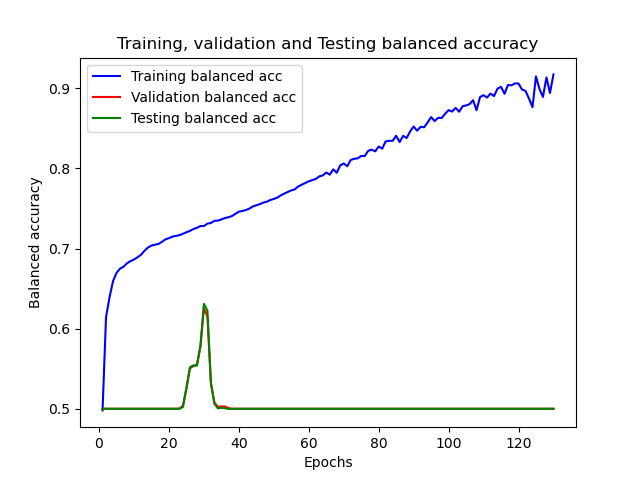 Training, validation and Testing balanced accuracy
Training balanced acc
Validation balanced acc
Testing balanced acc
Balanced accuracy
0.9
0.8
0.7
0.6
0.5
0
20
40
60
80
100
120
Epochs